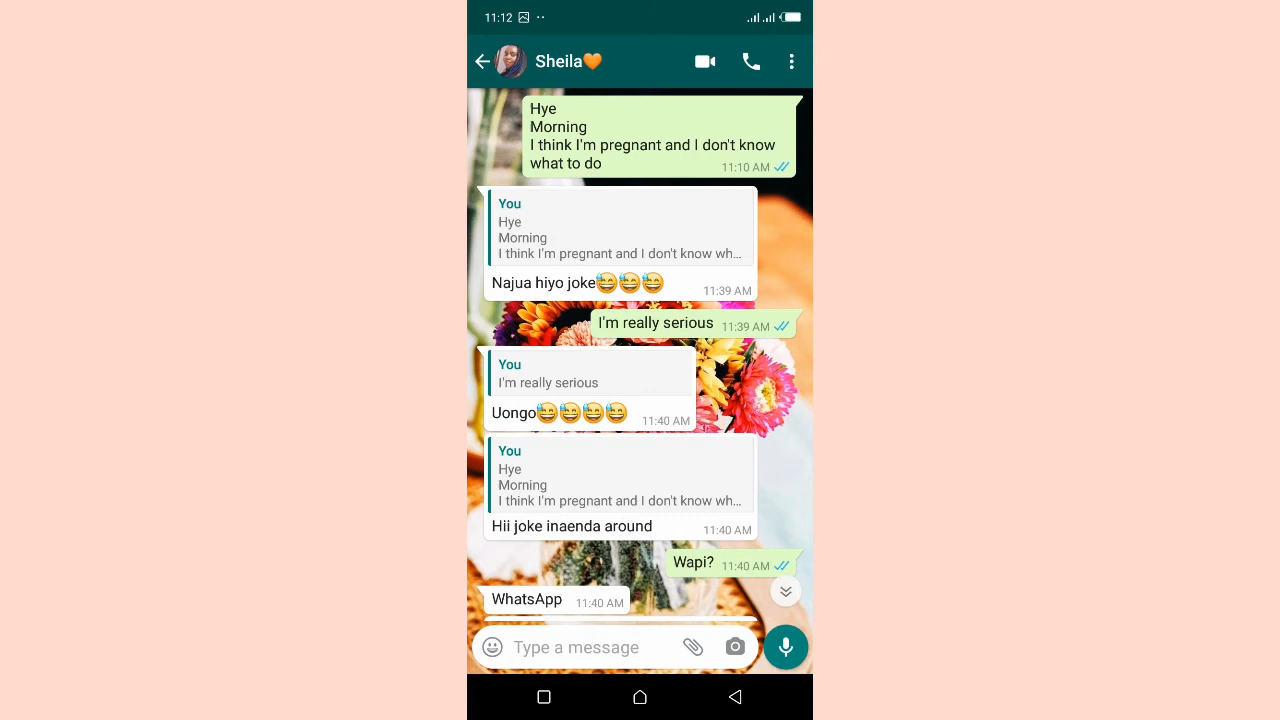 11:12
Sheila🧡
Hye
Morning
I think I'm pregnant and I don't know
what to do
11:10 AM
You
Hye
Morning
I think I'm pregnant and I don't know wh...
Najua hiyo joke😅😅😅
11:39 AM
I'm really serious
11:39 AM
You
I'm really serious
Uongo😅😅😅😅
11:40 AM
You
Hye
Morning
I think I'm pregnant and I don't know wh...
Hii joke inaenda around
11:40 AM
Wapi?
11:40 AM
WhatsApp
11:40 AM
Type a message